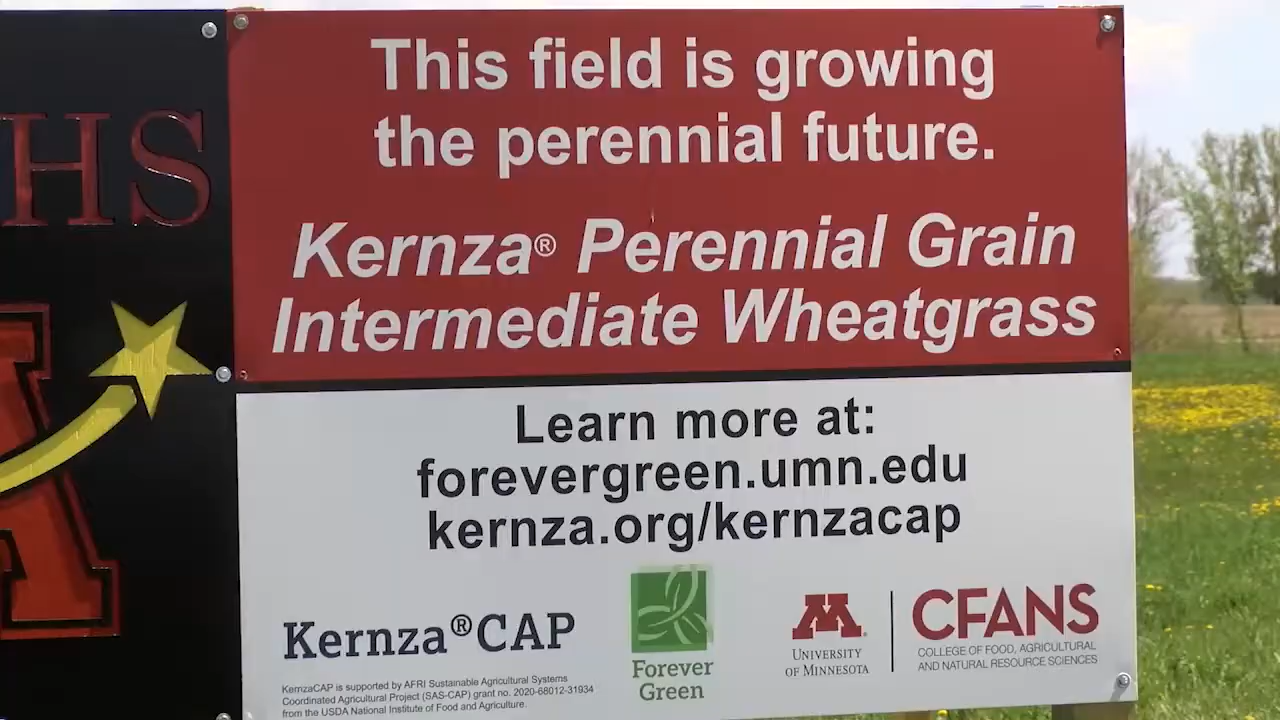 HS
This field is growing
the perennial future.
Kernza® Perennial Grain
Intermediate Wheatgrass
Learn more at:
forevergreen.umn.edu
kernza.org/kernzacap
Kernza®CAP
KernzaCAP is supported by AFRI Sustainable Agricultural Systems
Coordinated Agricultural Project (SAS-CAP) grant no. 2020-68012-31934
from the USDA National Institute of Food and Agriculture.
Forever
Green
M
UNIVERSITY
OF MINNESOTA
CFANS
COLLEGE OF FOOD, AGRICULTURAL
AND NATURAL RESOURCE SCIENCES